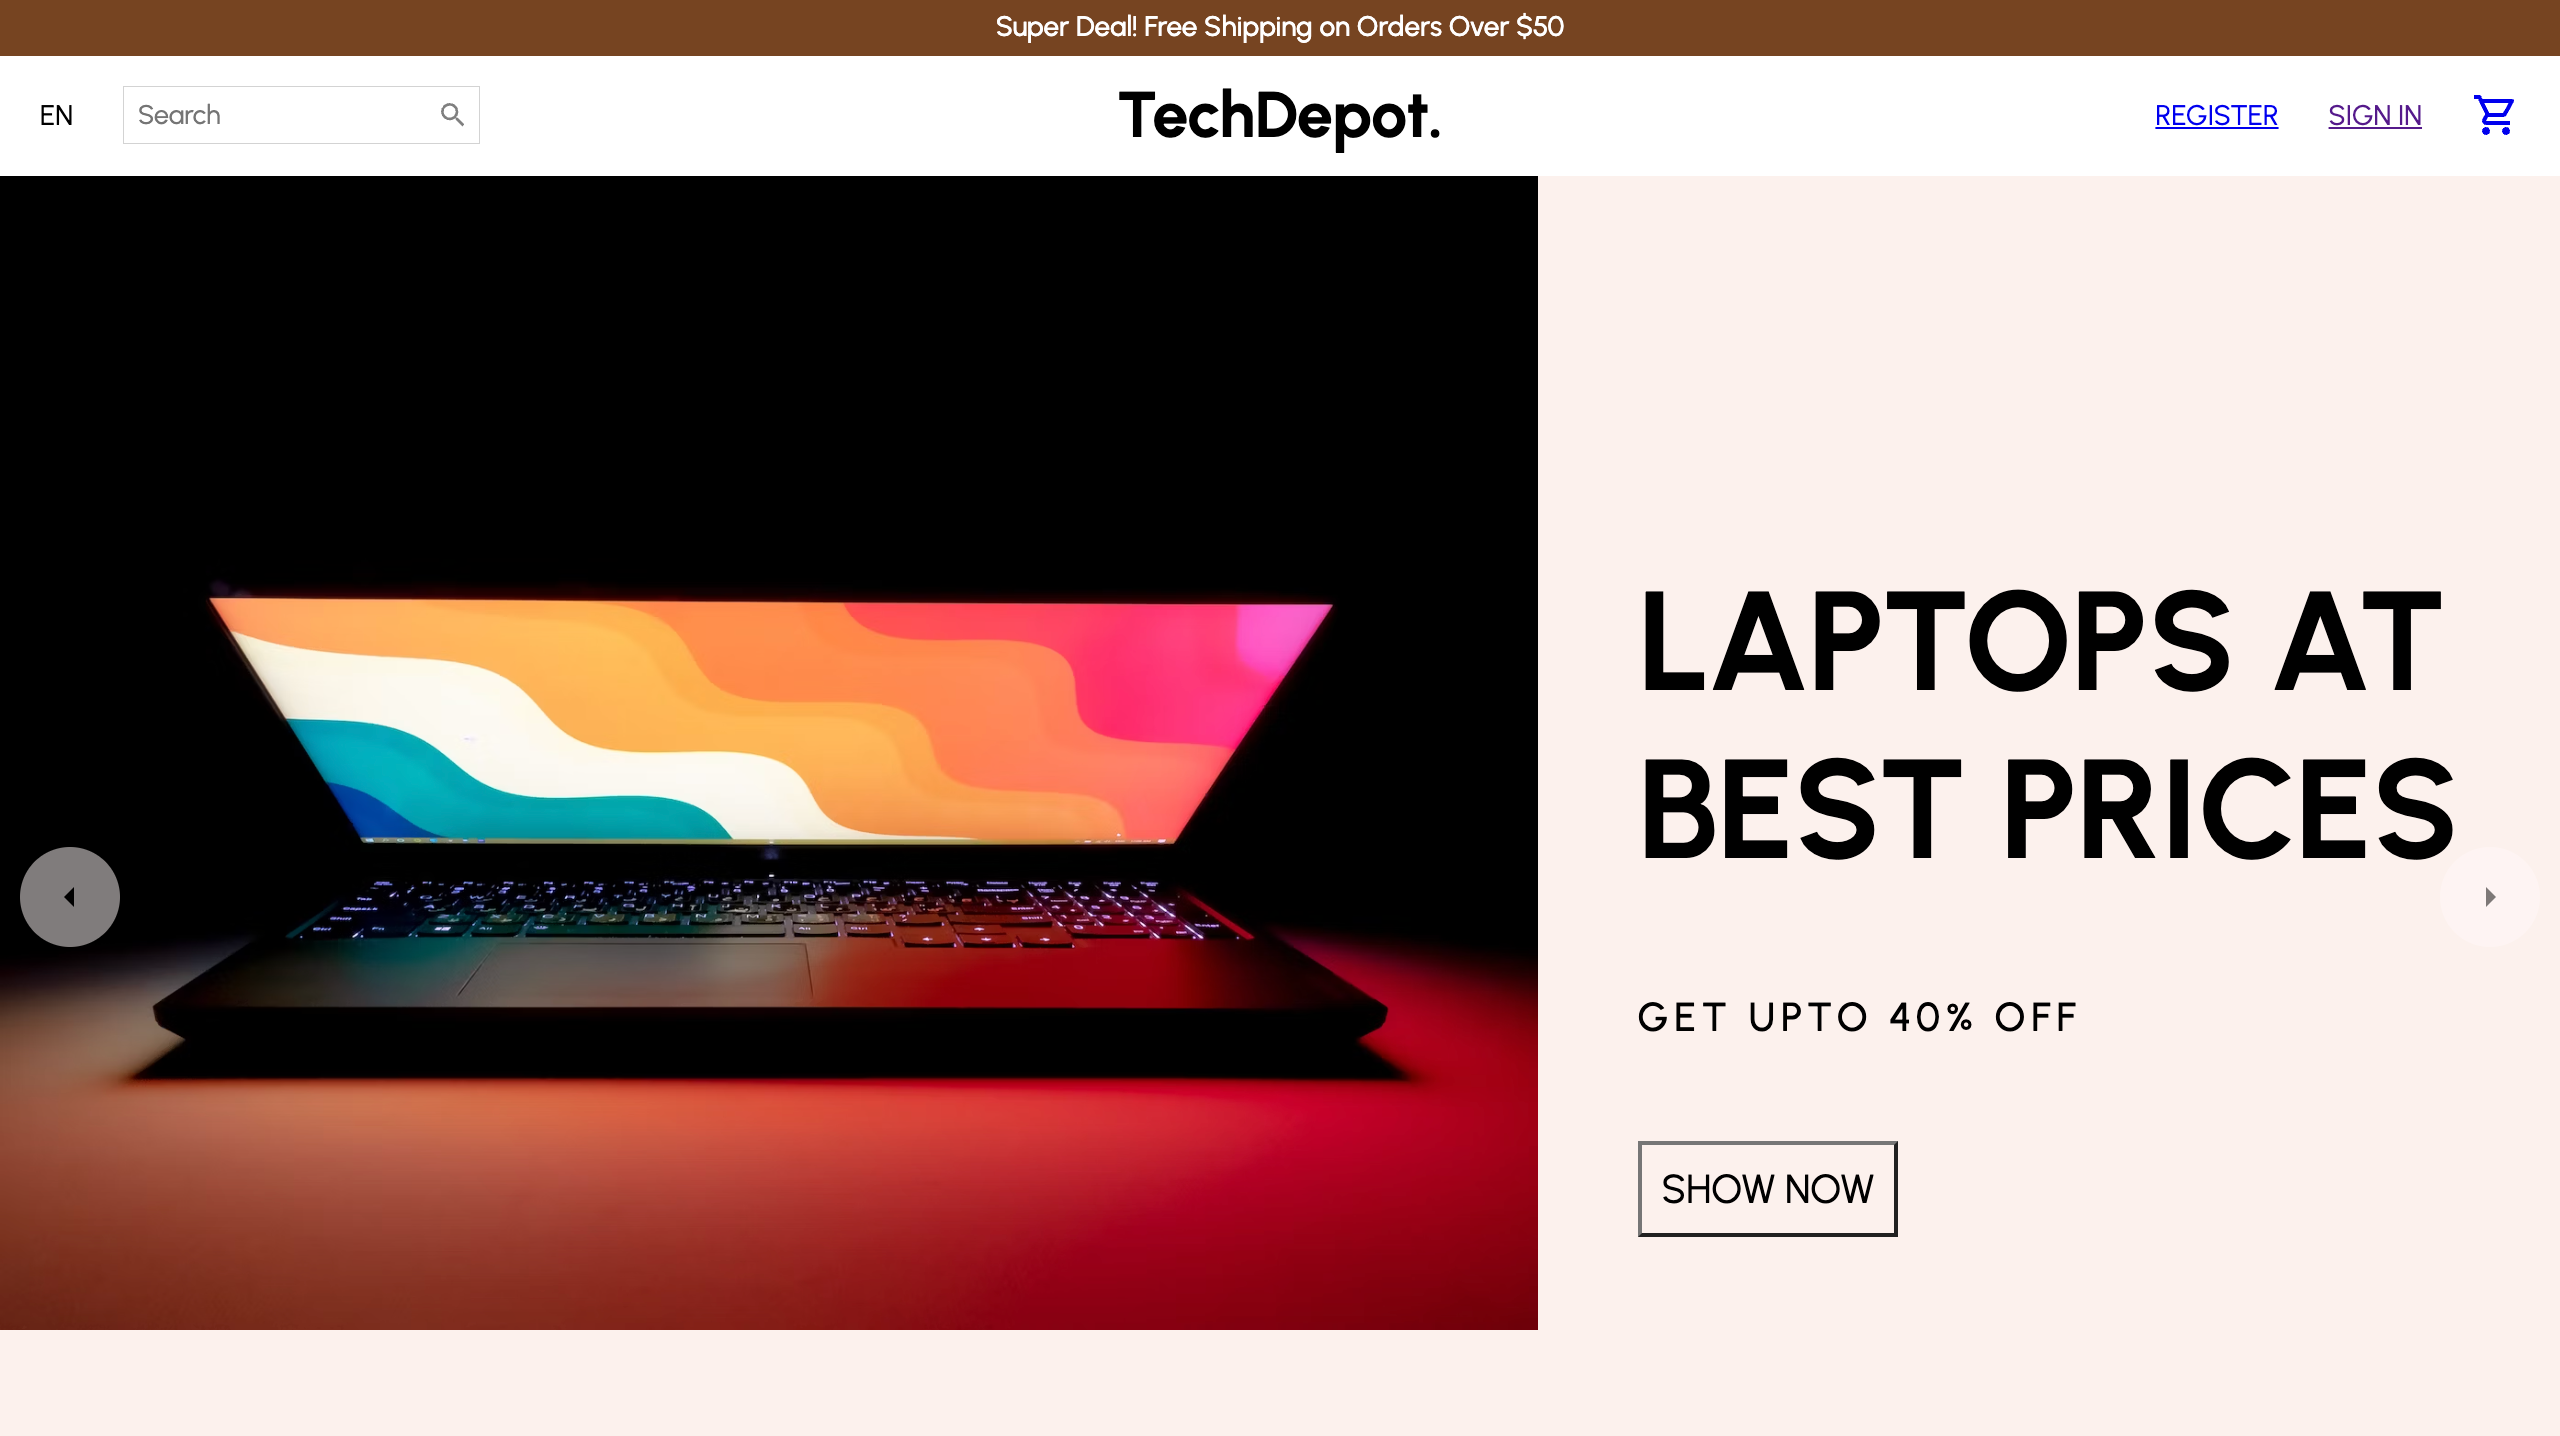 Super Deal! Free Shipping on Orders Over $50
EN
Search
TechDepot.
REGISTER
SIGN IN
LAPTOPS AT
BEST PRICES
GET UPTO 40% OFF
SHOW NOW